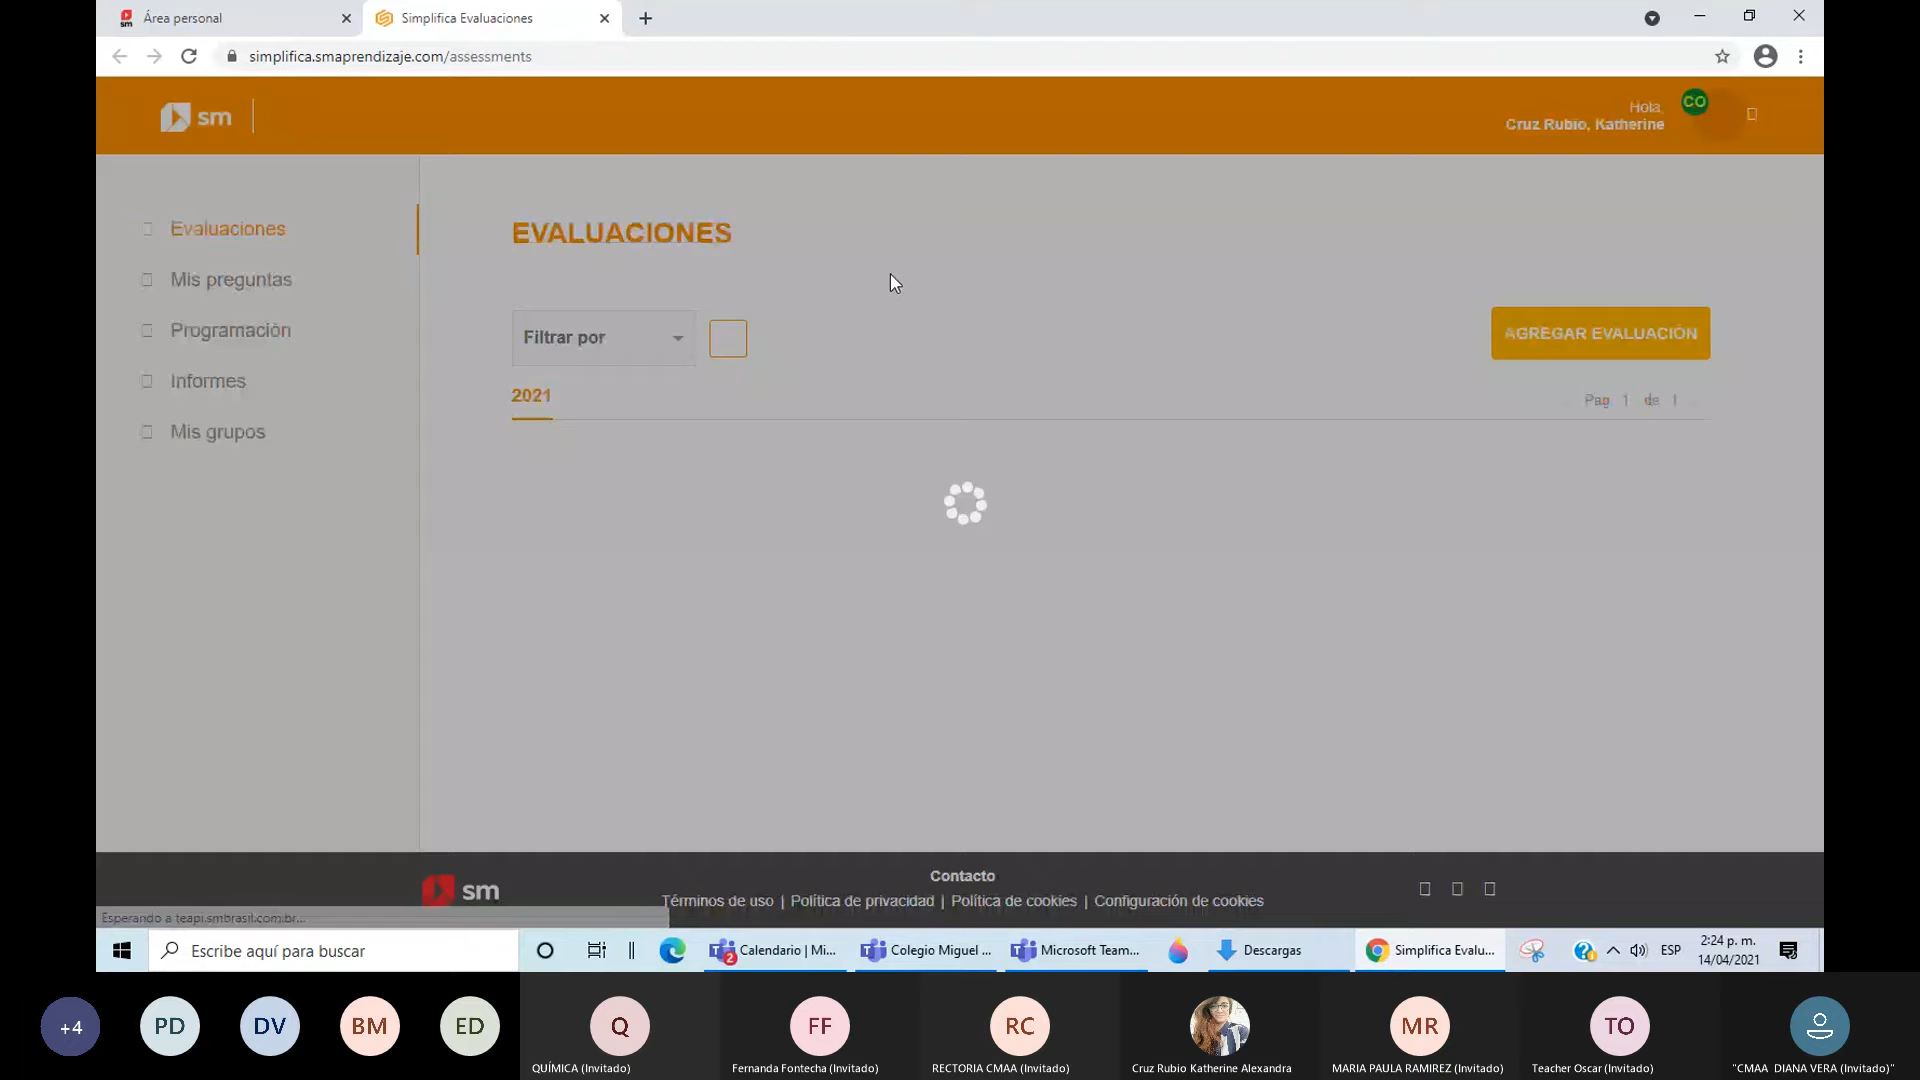 Área personal
Simplifica Evaluaciones
simplifica.smaprendizaje.com/assessments
sm
Hola,
Cruz Rubio, Katherine
CO
Evaluaciones
Mis preguntas
Programación
Informes
Mis grupos
EVALUACIONES
Filtrar por
AGREGAR EVALUACIÓN
2021
Pag 1 de 1
sm
Contacto
Términos de uso | Política de privacidad | Política de cookies | Configuración de cookies
Esperando a teapi.smbrasil.com.br...
Escribe aquí para buscar
2
Calendario | Mi...
Colegio Miguel ...
Microsoft Team...
Descargas
Simplifica Evalu...
ESP
2:24 p. m.
14/04/2021
+4
PD
DV
BM
ED
Q
FF
RC
MR
TO
QUÍMICA (Invitado)
Fernanda Fontecha (Invitado)
RECTORIA CMAA (Invitado)
Cruz Rubio Katherine Alexandra
MARIA PAULA RAMIREZ (Invitado)
Teacher Oscar (Invitado)
"CMAA DIANA VERA (Invitado)"